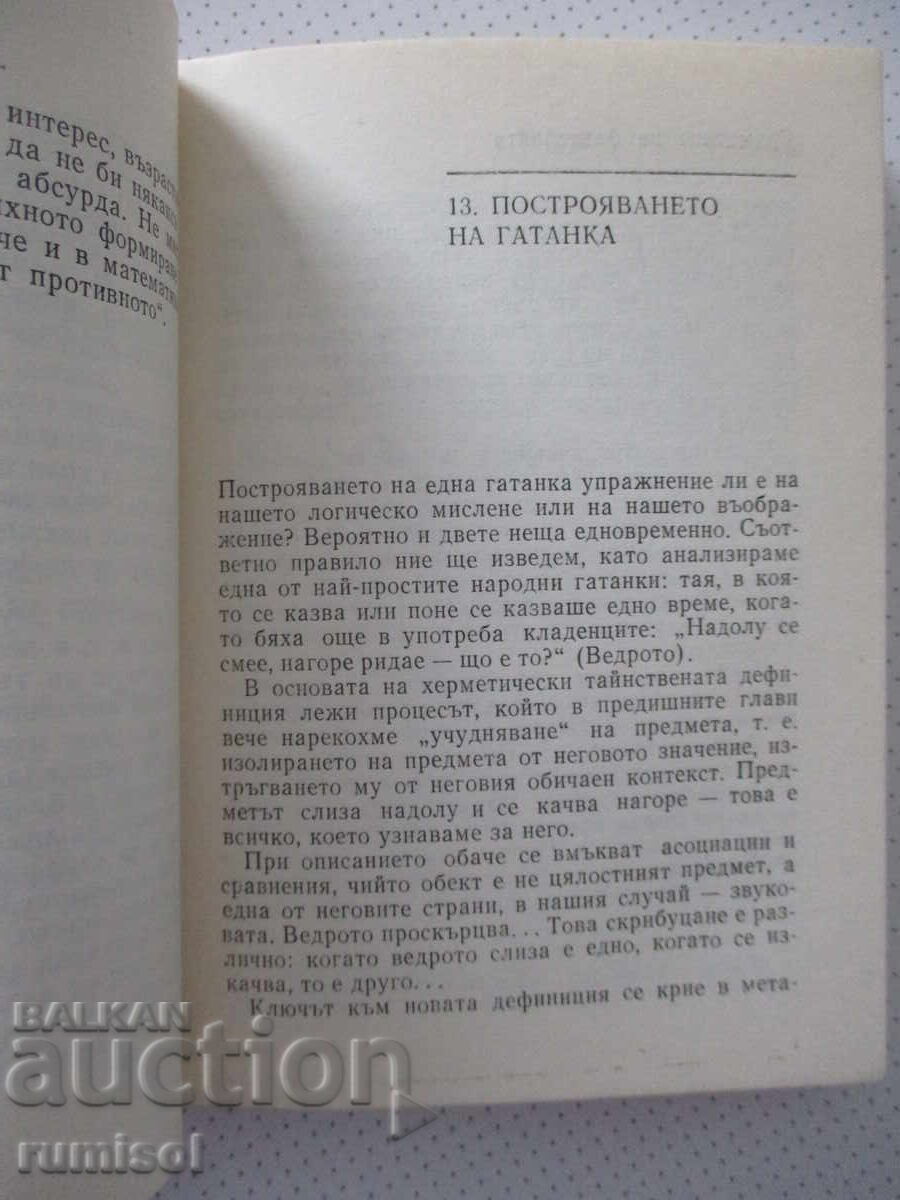 интерес,
да не би
абсурда. Не
че и в
противното“.
13. ПОСТРОЯВАНЕТО
НА ГАТАНКА
Построяването на една гатанка упражнение ли е на
нашето логическо мислене или на нашето въобра-
жение? Вероятно и двете неща едновременно. Съот-
ветно правило ние ще изведем, като анализираме
една от най-простите народни гатанки: тая, в коя-
то се казва или поне се казваше едно време, кога-
то бяха още в употреба кладенците: „Надолу се
смее, нагоре ридае — що е то?“ (Ведрото).
В основата на херметически тайнствената дефи-
ниция лежи процесът, който в предишните глави
вече нарекохме „учудняване“ на предмета, т. е.
изолирането на предмета от неговото значение, из-
тръгването му от неговия обичаен контекст. Пред-
метът слиза надолу и се качва нагоре — това е
всичко, което узнаваме за него.
При описанието обаче се вмъкват асоциации и
сравнения, чийто обект е не цялостният предмет, а
една от неговите страни, в нашия случай — звуко-
вата. Ведрото проскърцва... Това скрибуцане е раз-
лично: когато ведрото слиза е едно, когато се из-
качва, то е друго...
Ключът към новата дефиниция се крие в мета-
BALKAN
auction
rumisol